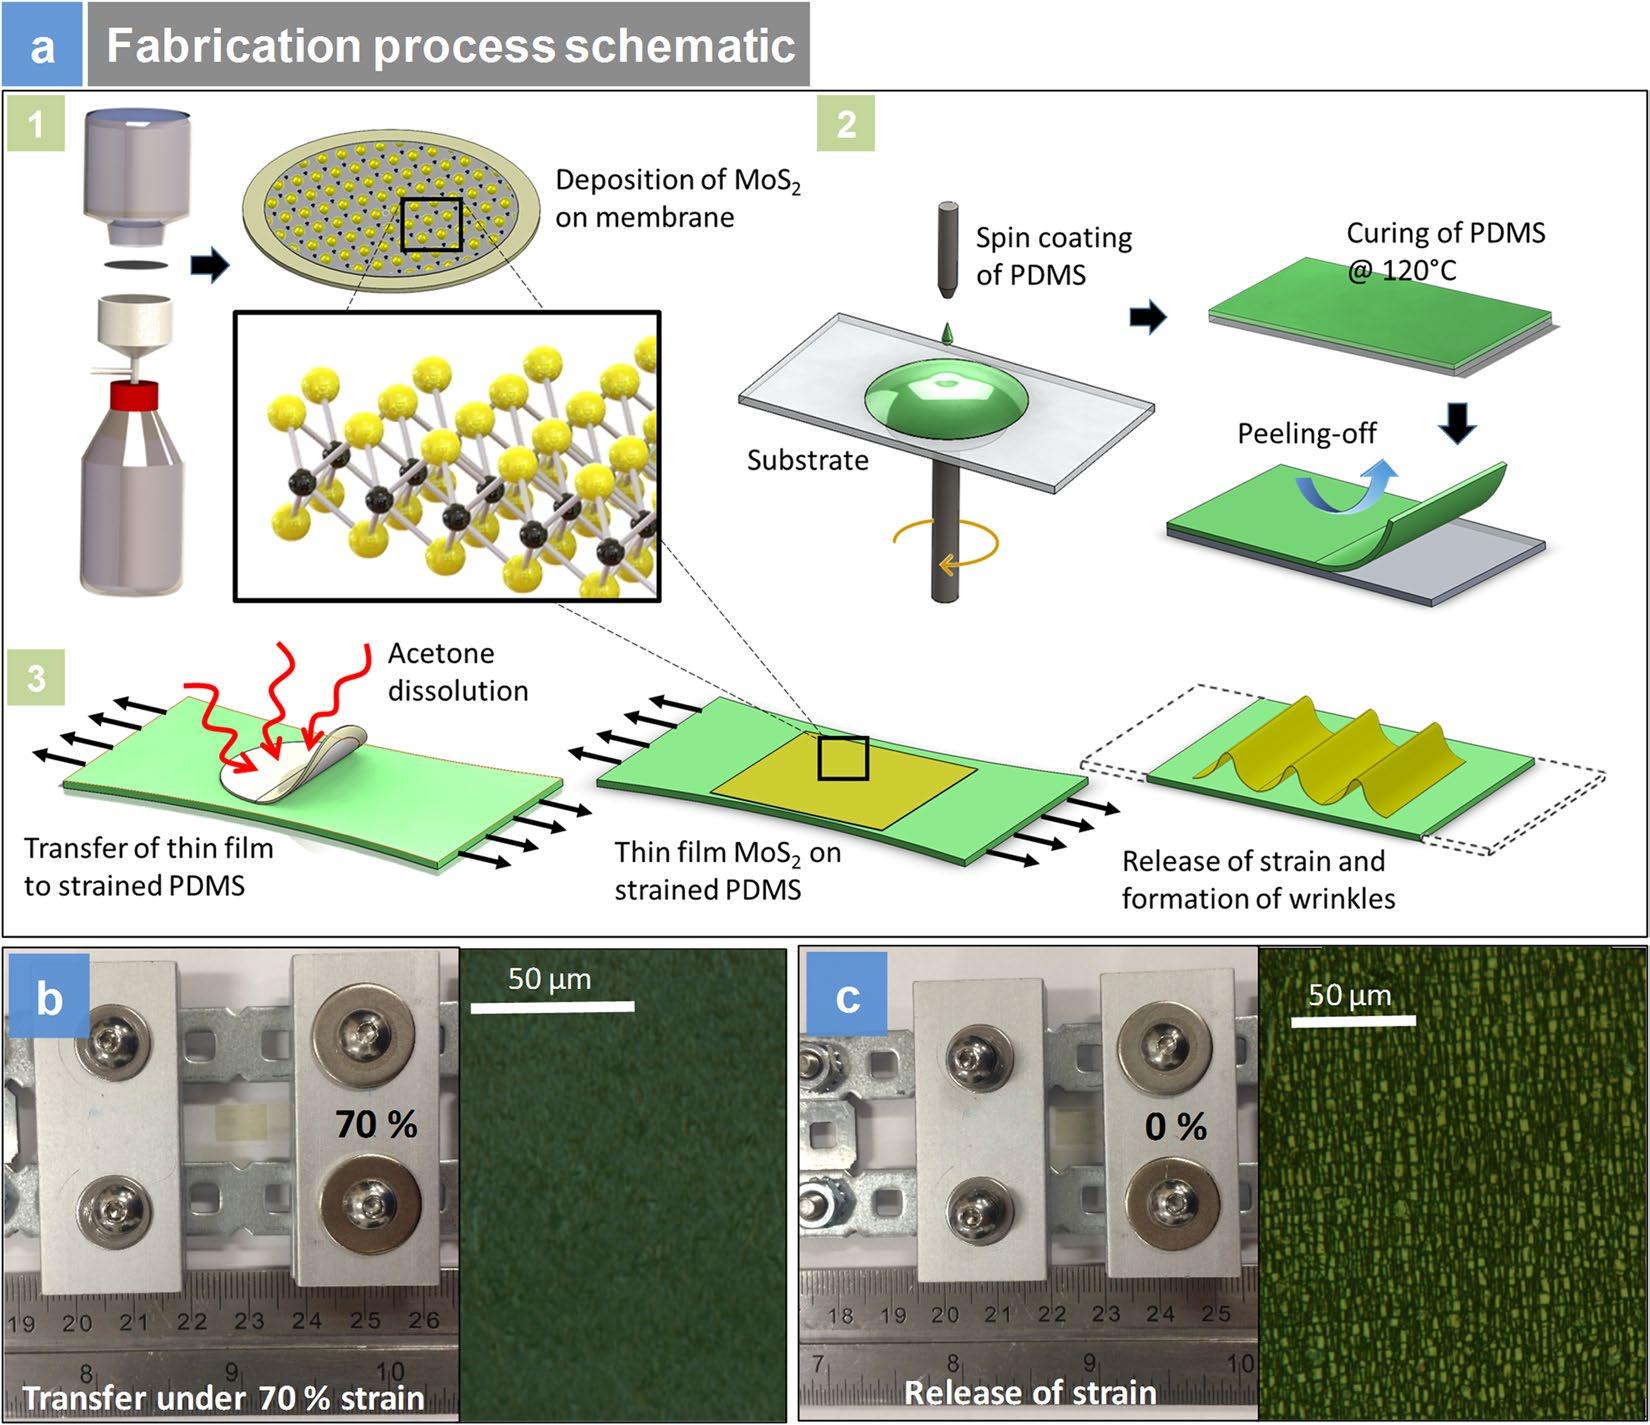 a Fabrication process schematic
1
Deposition of MoS₂
on membrane
2
Spin coating
of PDMS
Substrate
Curing of PDMS
@ 120°C
Peeling-off
3
Acetone
dissolution
Transfer of thin film
to strained PDMS
Thin film MoS₂ on
strained PDMS
Release of strain and
formation of wrinkles
b
70 %
19 20 21 22 23 24 25 26
8 9 10
Transfer under 70 % strain
50 µm
c
0 %
18 19 20 21 22 23 24 25
7 8 9 10
Release of strain
50 µm